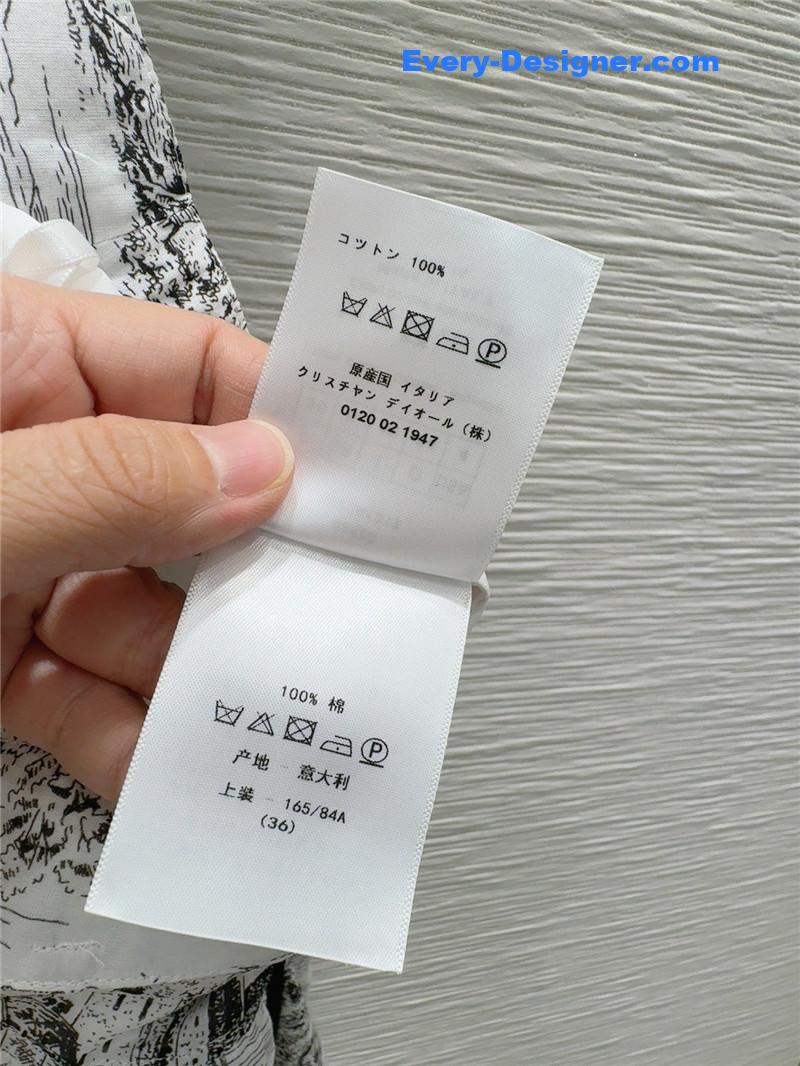 Every-Designer.com
コットン 100%
P
原産国 イタリア
クリスチャン デイオール (株)
0120 02 1947
100% 棉
P
产地 - 意大利
上装 - 165/84A
(36)